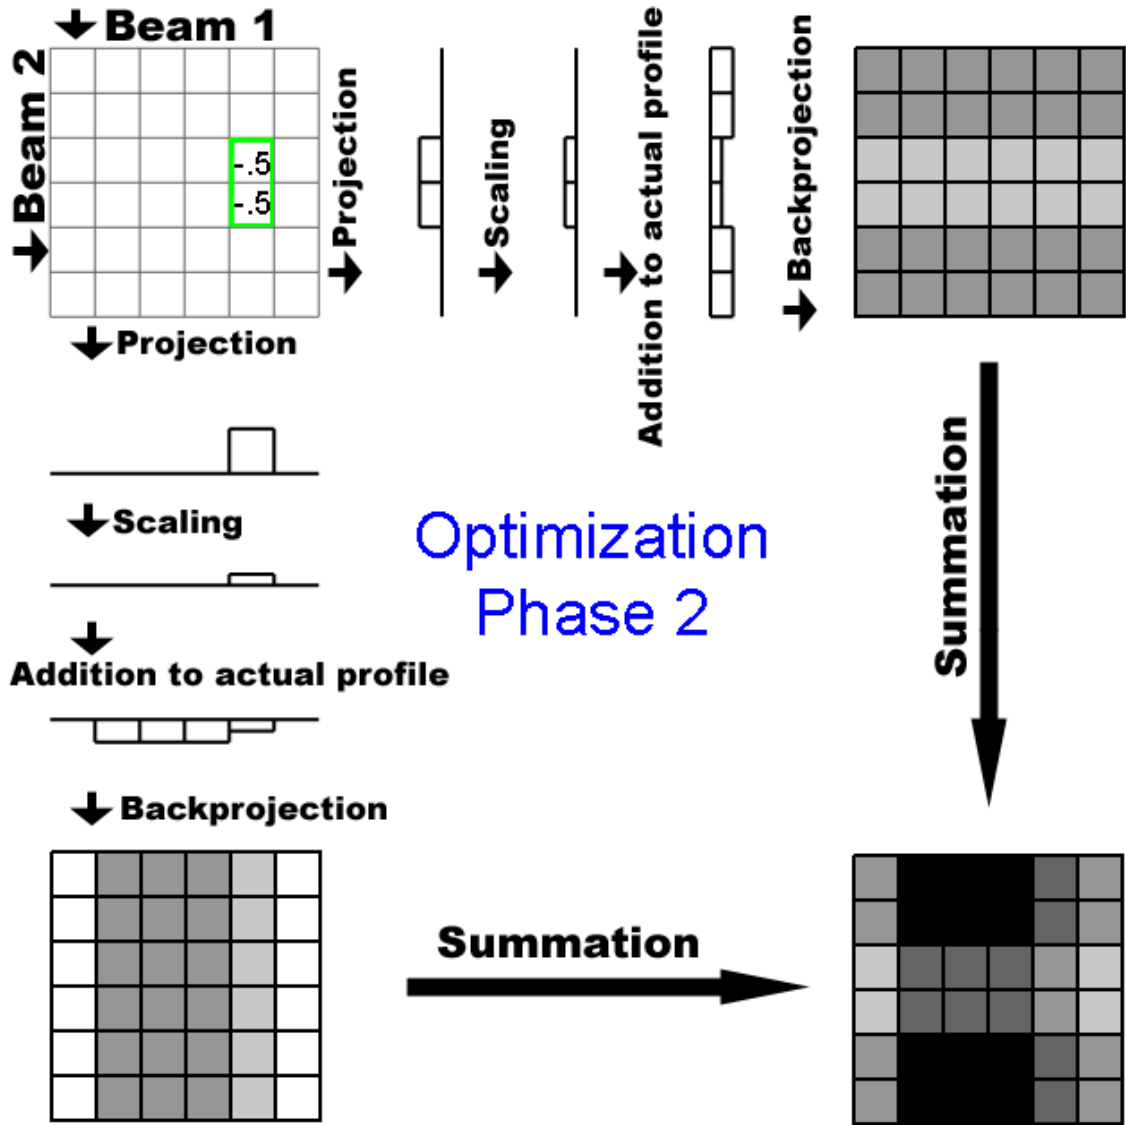 Beam 1
Beam 2
-.5
-.5
Projection
Scaling
Addition to actual profile
Backprojection
Projection
Scaling
Optimization
Phase 2
Summation
Addition to actual profile
Backprojection
Summation